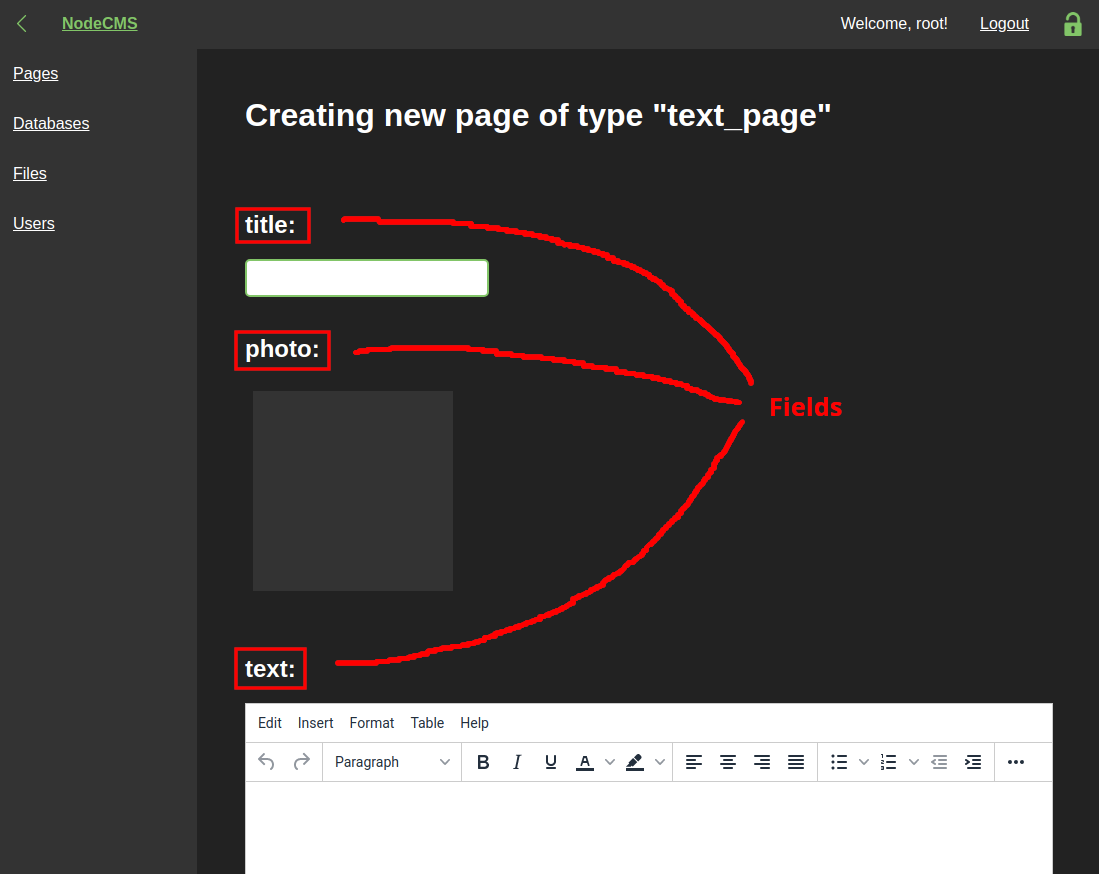 NodeCMS
Welcome, root!
Logout
Pages
Databases
Files
Users
Creating new page of type "text_page"
title:
photo:
Fields
text:
Edit Insert Format Table Help
Paragraph B I U A